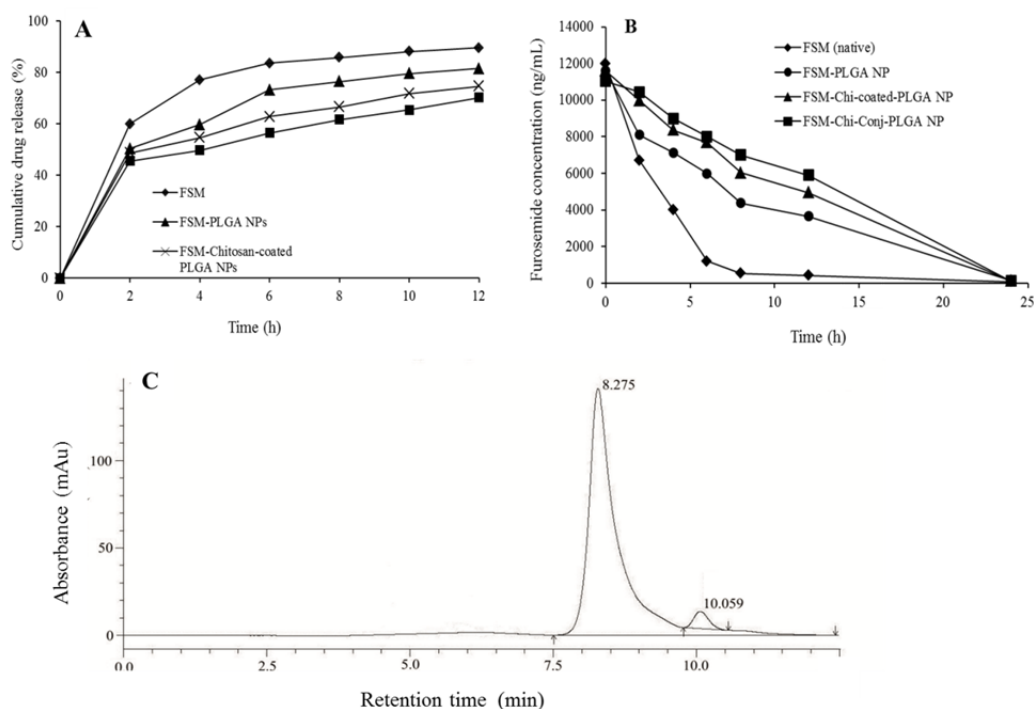 A
Cumulative drug release (%)
100
80
60
40
20
0
0 2 4 6 8 10 12
Time (h)
FSM
FSM-PLGA NPs
FSM-Chitosan-coated
PLGA NPs
B
Furosemide concentration (ng/mL)
14000
12000
10000
8000
6000
4000
2000
0
0 5 10 15 20 25
Time (h)
FSM (native)
FSM-PLGA NP
FSM-Chi-coated-PLGA NP
FSM-Chi-Conj-PLGA NP
C
Absorbance (mAu)
100
50
0
8.275
10.059
0.0 2.5 5.0 7.5 10.0
Retention time (min)